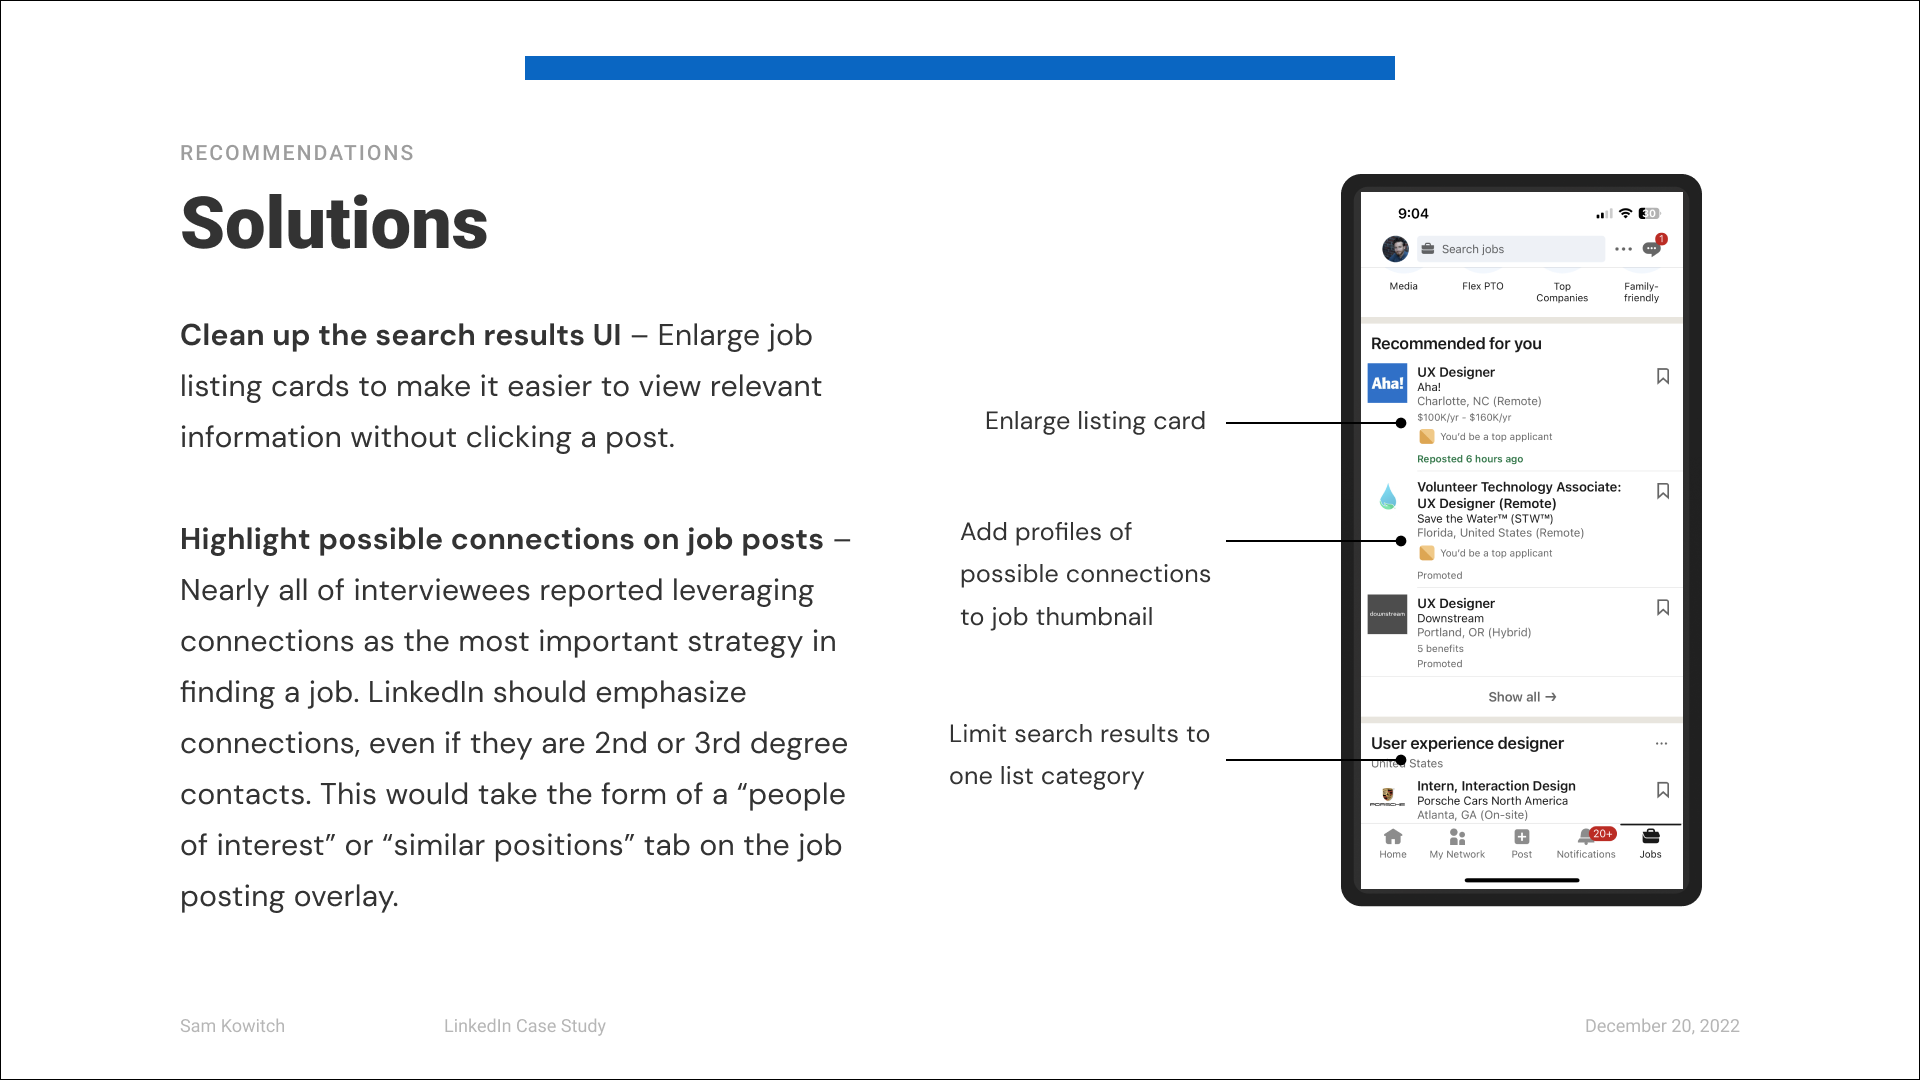 RECOMMENDATIONS
Solutions
Clean up the search results UI – Enlarge job
listing cards to make it easier to view relevant
information without clicking a post.
Highlight possible connections on job posts –
Nearly all of interviewees reported leveraging
connections as the most important strategy in
finding a job. LinkedIn should emphasize
connections, even if they are 2nd or 3rd degree
contacts. This would take the form of a “people
of interest” or “similar positions” tab on the job
posting overlay.
Enlarge listing card
Add profiles of
possible connections
to job thumbnail
Limit search results to
one list category
9:04
30
Search jobs
1
Media
Flex PTO
Top
Companies
Family-
friendly
Recommended for you
Aha!
UX Designer
Aha!
Charlotte, NC (Remote)
$100K/yr - $160K/yr
You'd be a top applicant
Reposted 6 hours ago
Volunteer Technology Associate:
UX Designer (Remote)
Save the Water™ (STW™)
Florida, United States (Remote)
You'd be a top applicant
Promoted
downstream
UX Designer
Downstream
Portland, OR (Hybrid)
5 benefits
Promoted
Show all →
User experience designer
United States
PORSCHE
Intern, Interaction Design
Porsche Cars North America
Atlanta, GA (On-site)
20+
Home
My Network
Post
Notifications
Jobs
Sam Kowitch
LinkedIn Case Study
December 20, 2022